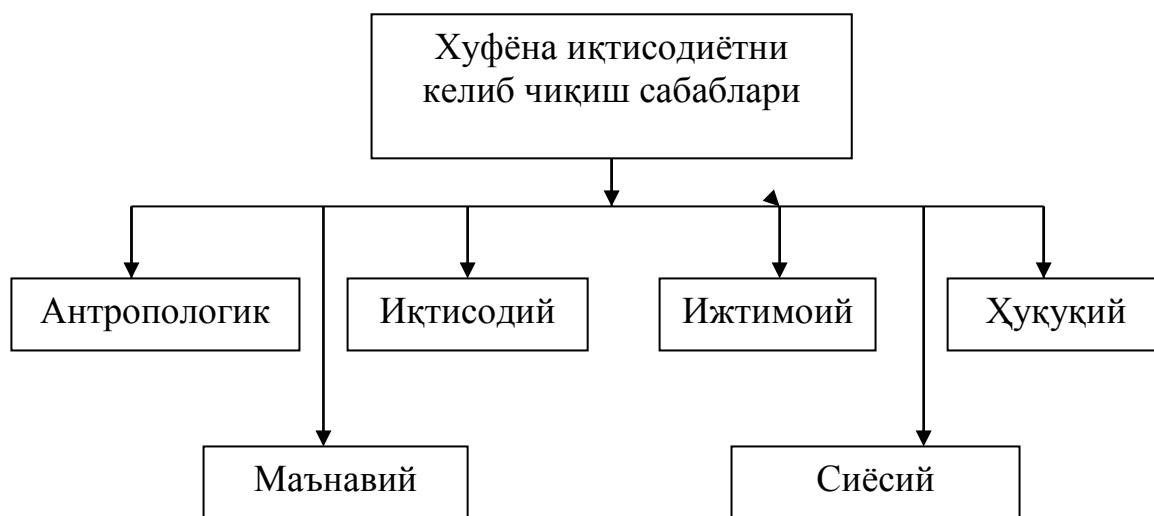 Хуфёна иқтисодиётни
келиб чиқиш сабаблари
Антропологик
Иқтисодий
Ижтимоий
Ҳуқуқий
Маънавий
Сиёсий